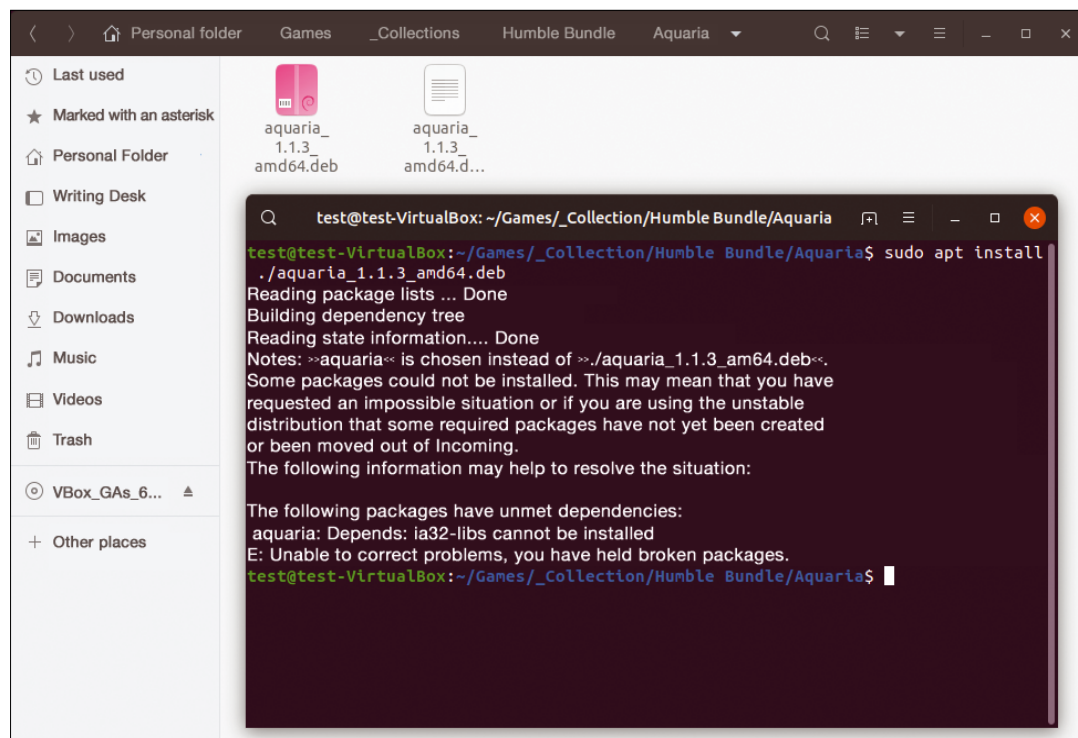 Personal folder Games _Collections Humble Bundle Aquaria
Last used
Marked with an asterisk
Personal Folder
Writing Desk
Images
Documents
Downloads
Music
Videos
Trash
VBox_GAs_6...
Other places
aquaria_
1.1.3_
amd64.deb
aquaria_
1.1.3_
amd64.d...
test@test-VirtualBox: ~/Games/_Collection/Humble Bundle/Aquaria
test@test-VirtualBox:~/Games/_Collection/Humble Bundle/Aquaria$ sudo apt install
./aquaria_1.1.3_amd64.deb
Reading package lists ... Done
Building dependency tree
Reading state information.... Done
Notes: »aquaria« is chosen instead of »./aquaria_1.1.3_am64.deb«.
Some packages could not be installed. This may mean that you have
requested an impossible situation or if you are using the unstable
distribution that some required packages have not yet been created
or been moved out of Incoming.
The following information may help to resolve the situation:
The following packages have unmet dependencies:
aquaria: Depends: ia32-libs cannot be installed
E: Unable to correct problems, you have held broken packages.
test@test-VirtualBox:~/Games/_Collection/Humble Bundle/Aquaria$